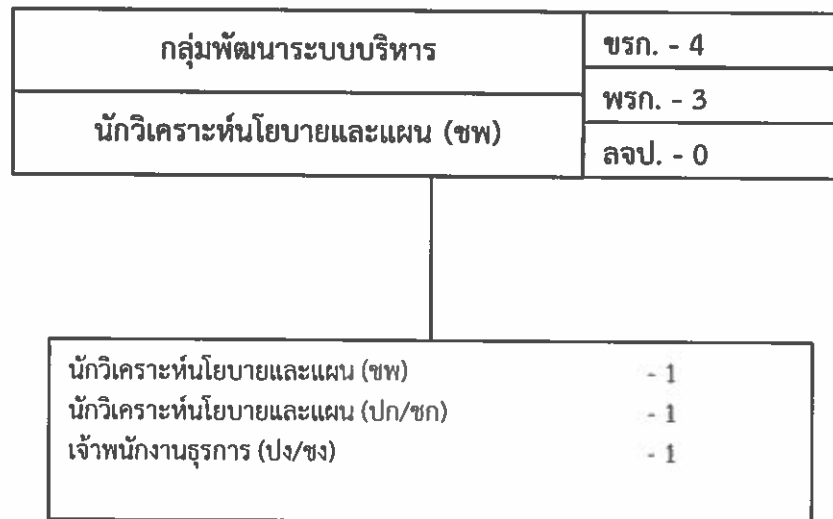 กลุ่มพัฒนาระบบบริหาร
ขรก. - 4
พรก. - 3
นักวิเคราะห์นโยบายและแผน (ชพ)
ลจป. - 0
นักวิเคราะห์นโยบายและแผน (ชพ) - 1
นักวิเคราะห์นโยบายและแผน (ปก/ชก) - 1
เจ้าพนักงานธุรการ (ปง/ชง) - 1